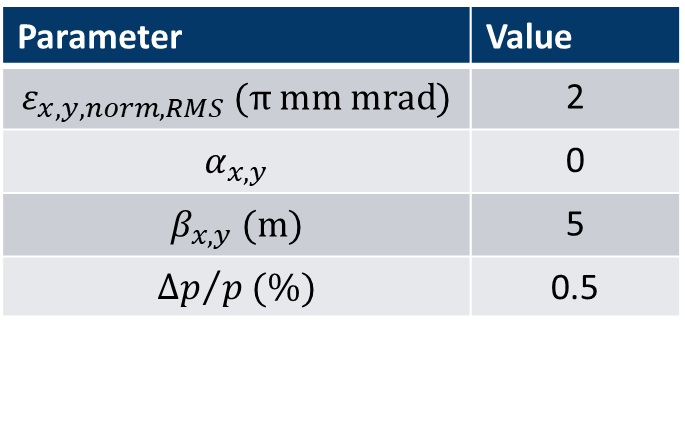 Parameter Value
εx,y,norm,RMS (π mm mrad) 2
αx,y 0
βx,y (m) 5
Δp/p (%) 0.5